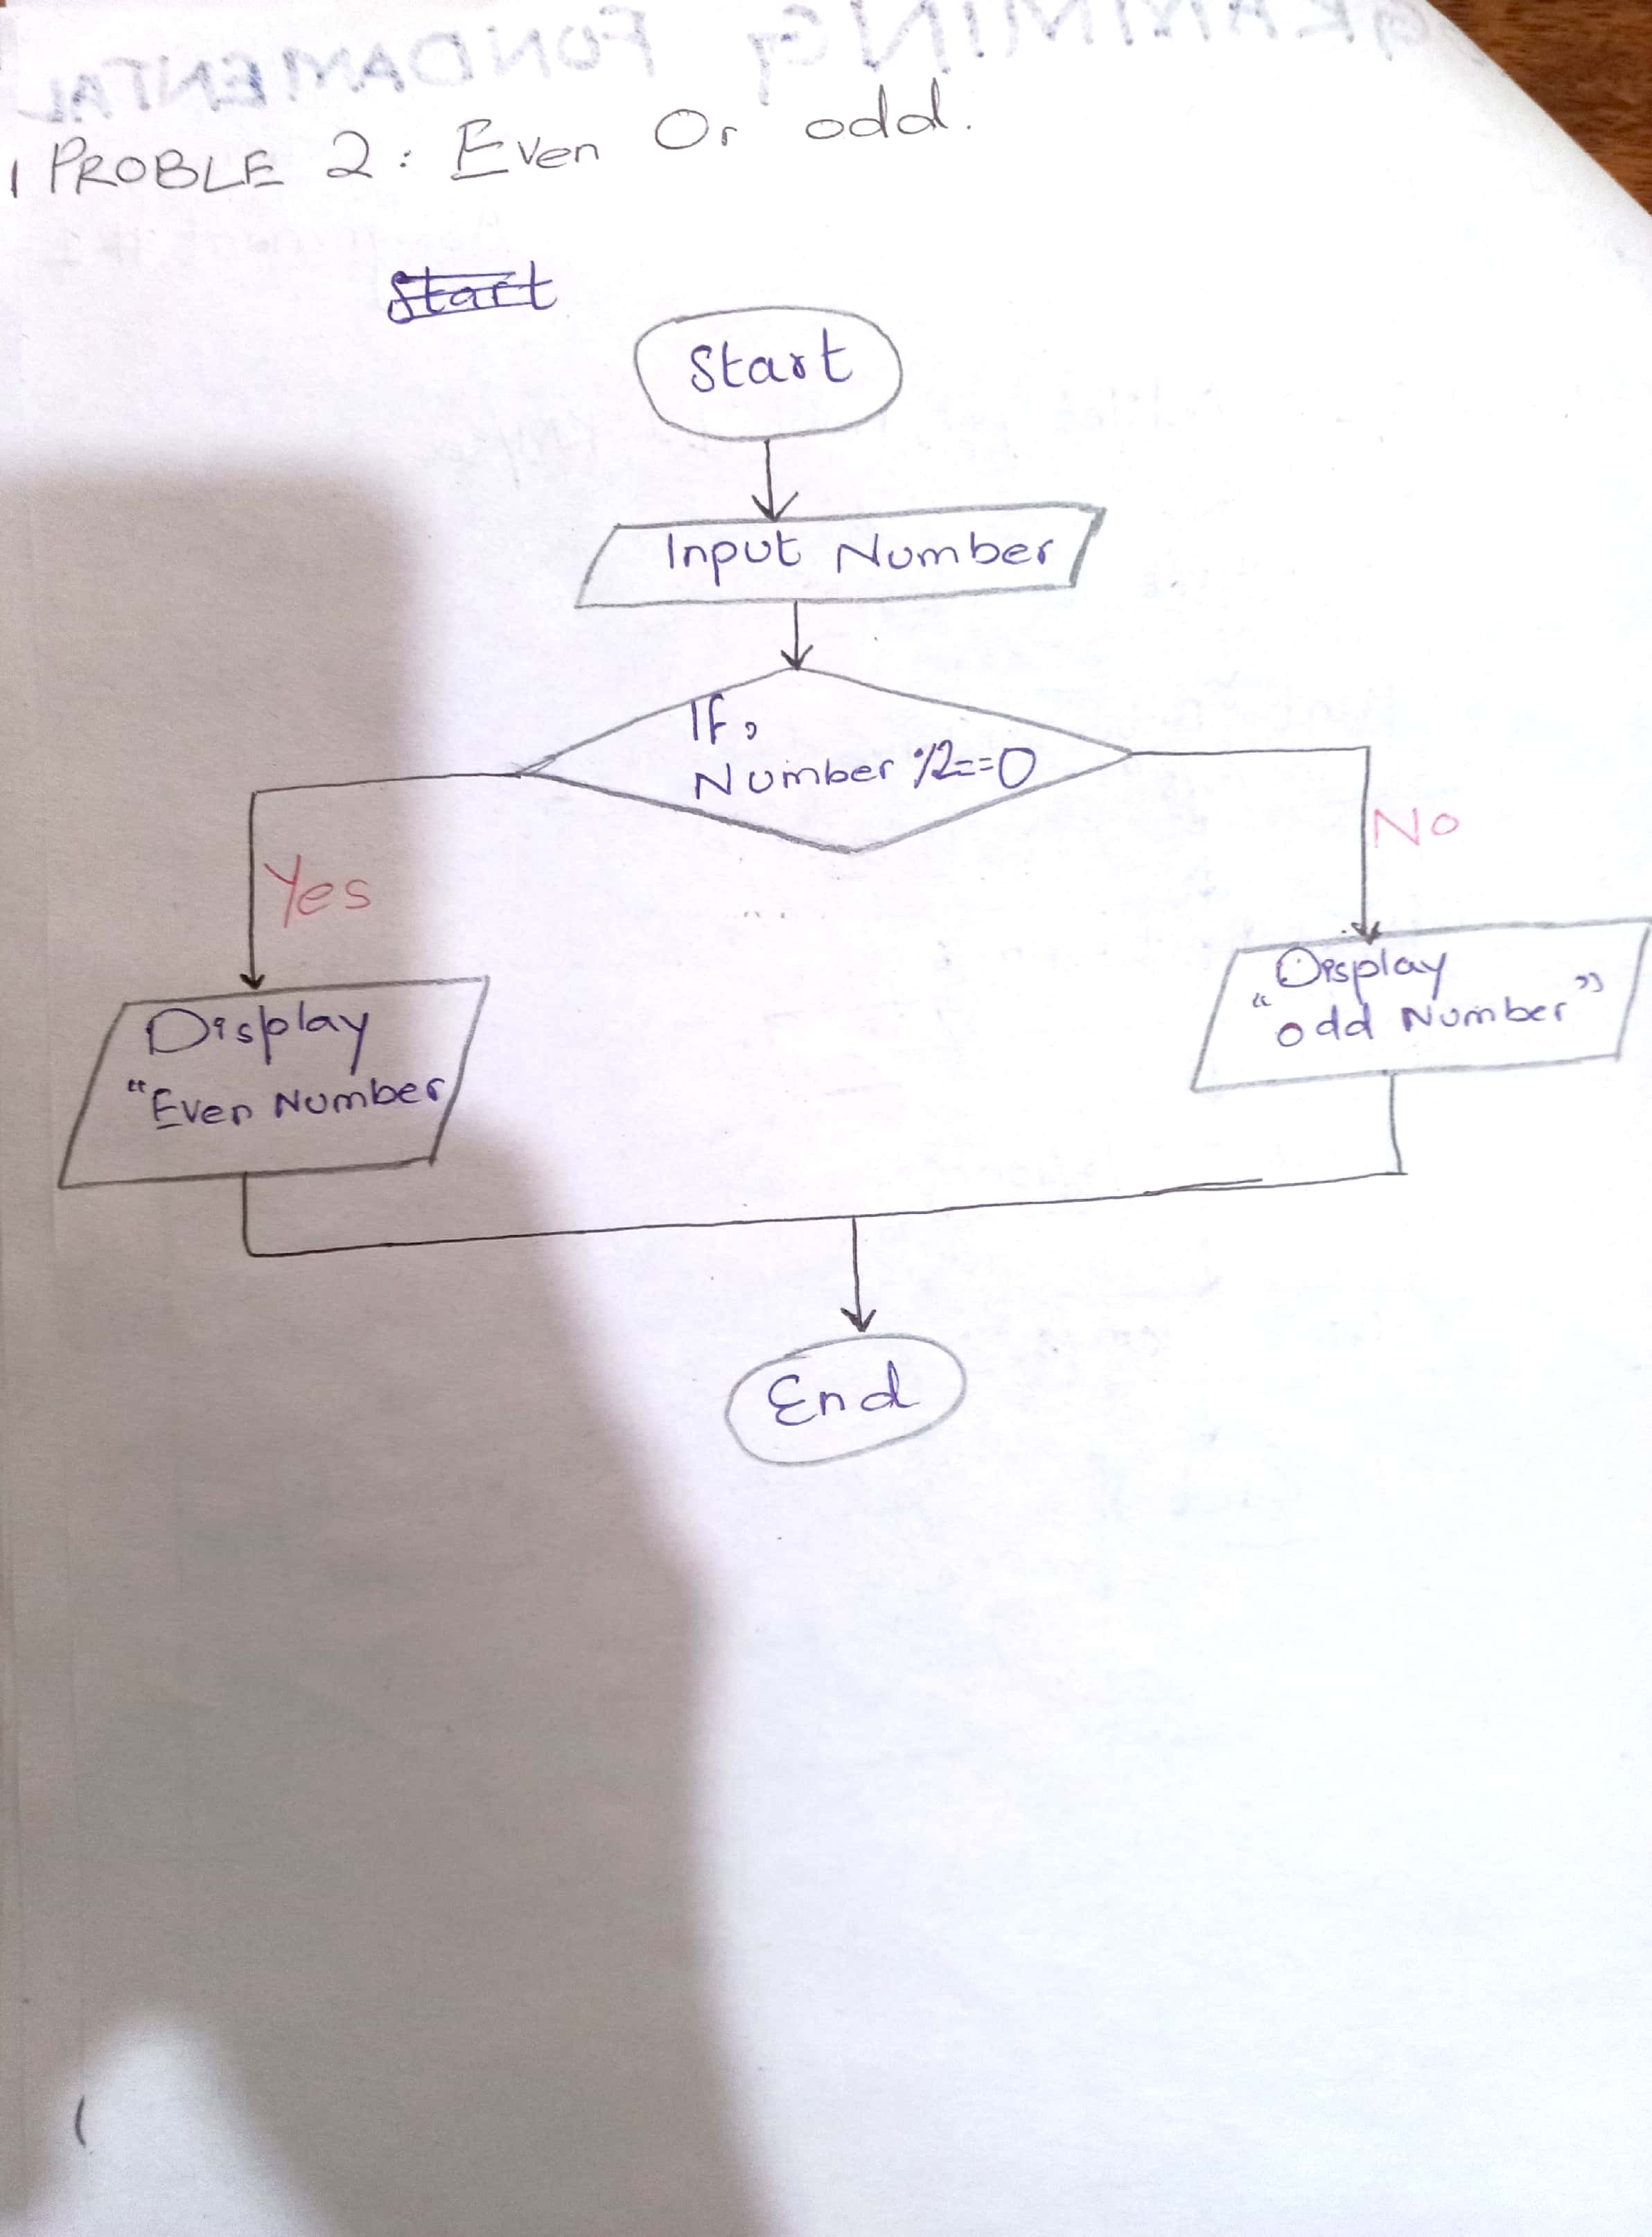 PROBLE 2: Even Or odd.
Start
Start
Input Number
If,
Number %2==0
Yes
No
Display
"Even Number
Display
"odd Number"
End